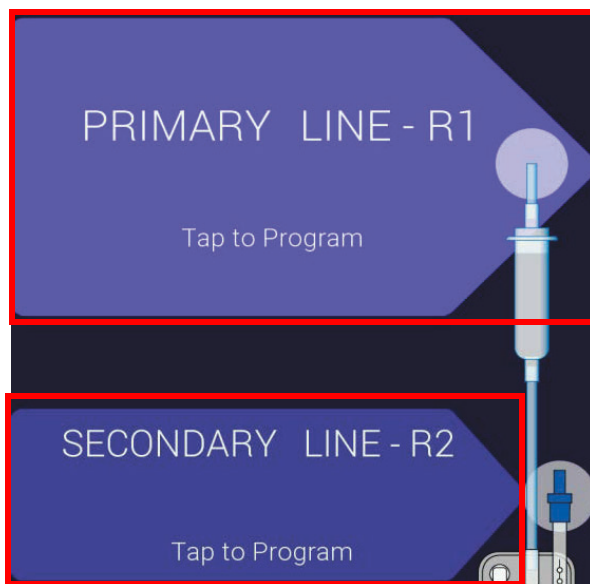 PRIMARY LINE - R1
Tap to Program
SECONDARY LINE - R2
Tap to Program